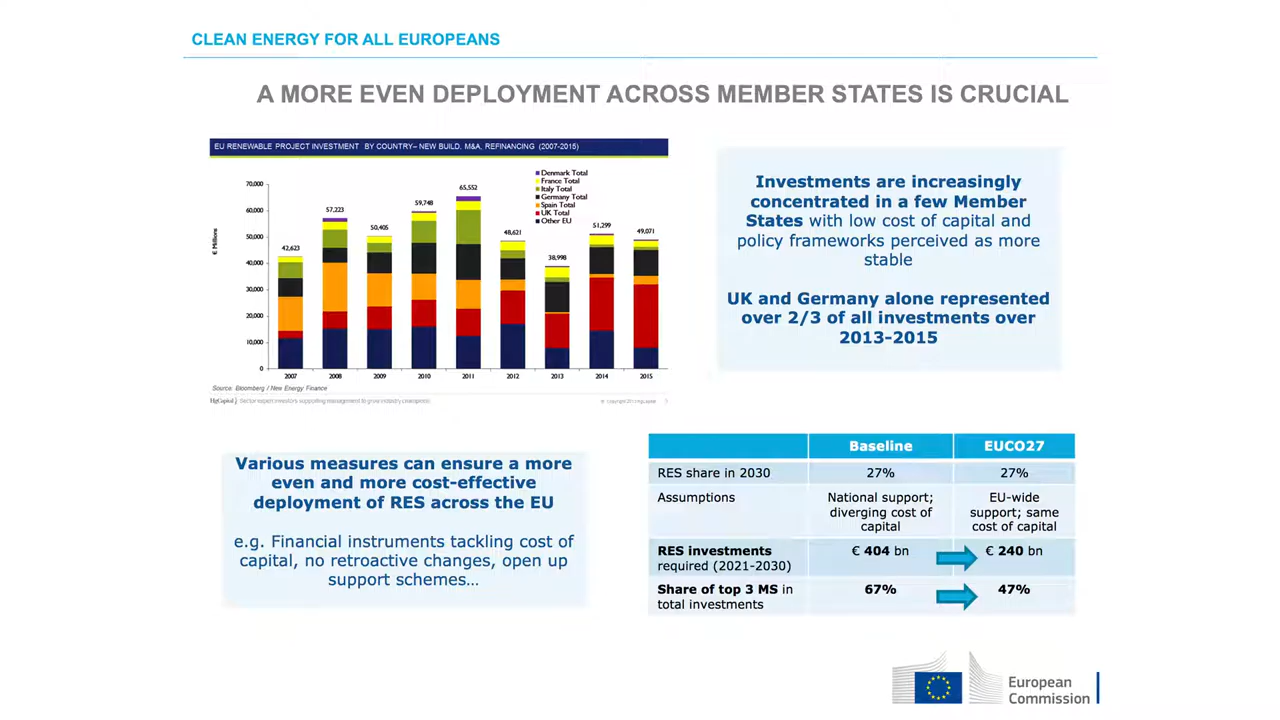 CLEAN ENERGY FOR ALL EUROPEANS
A MORE EVEN DEPLOYMENT ACROSS MEMBER STATES IS CRUCIAL
EU RENEWABLE PROJECT INVESTMENT BY COUNTRY– NEW BUILD. M&A, REFINANCING (2007-2015)
Denmark Total
France Total
Italy Total
Germany Total
Spain Total
UK Total
Other EU
€ Millions
70,000
60,000
50,000
40,000
30,000
20,000
10,000
0
42,623
57,223
50,405
59,748
65,552
48,621
38,998
51,299
49,071
2007
2008
2009
2010
2011
2012
2013
2014
2015
Source: Bloomberg / New Energy Finance
HgCapital Sector expert investors supporting management to grow industry champions
Investments are increasingly
concentrated in a few Member
States with low cost of capital and
policy frameworks perceived as more
stable
UK and Germany alone represented
over 2/3 of all investments over
2013-2015
Various measures can ensure a more
even and more cost-effective
deployment of RES across the EU
e.g. Financial instruments tackling cost of
capital, no retroactive changes, open up
support schemes…
Baseline EUCO27
RES share in 2030 27% 27%
Assumptions National support; EU-wide
diverging cost of support; same
capital cost of capital
RES investments € 404 bn € 240 bn
required (2021-2030)
Share of top 3 MS in 67% 47%
total investments
European
Commission